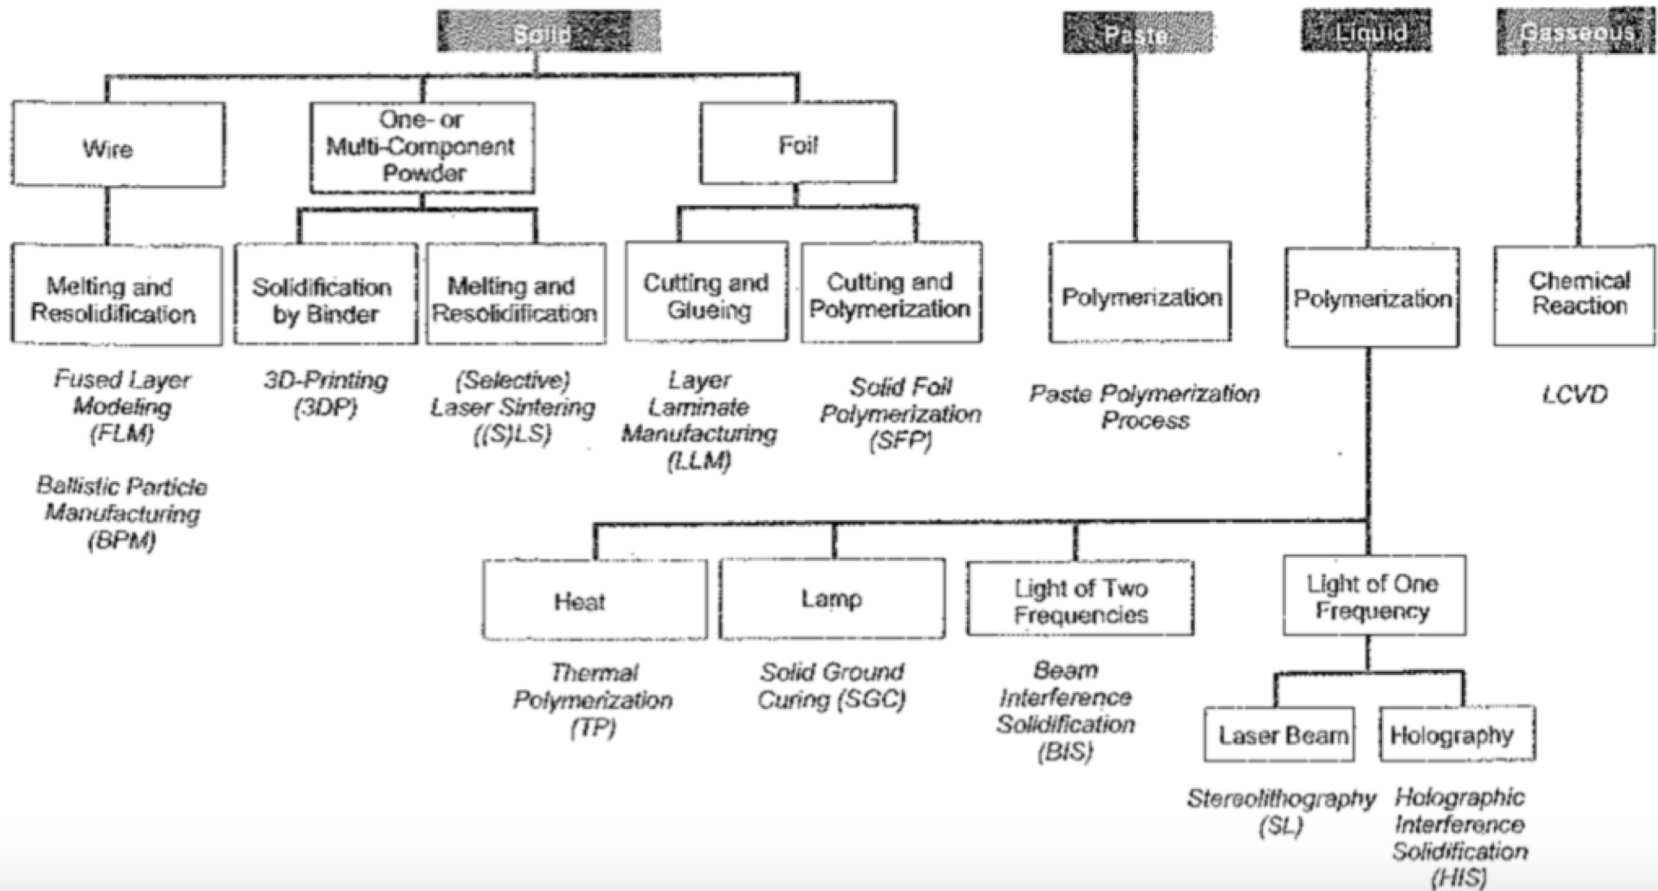 Solid
Paste
Liquid
Gasseous
Wire
One- or
Multi-Component
Powder
Foil
Melting and
Resolidification
Solidification
by Binder
Melting and
Resolidification
Cutting and
Glueing
Cutting and
Polymerization
Polymerization
Polymerization
Chemical
Reaction
Fused Layer
Modeling
(FLM)
Ballistic Particle
Manufacturing
(BPM)
3D-Printing
(3DP)
(Selective)
Laser Sintering
((S)LS)
Layer
Laminate
Manufacturing
(LLM)
Solid Foil
Polymerization
(SFP)
Paste Polymerization
Process
LCVD
Heat
Lamp
Light of Two
Frequencies
Light of One
Frequency
Thermal
Polymerization
(TP)
Solid Ground
Curing (SGC)
Beam
Interference
Solidification
(BIS)
Laser Beam
Holography
Stereolithography
(SL)
Holographic
Interference
Solidification
(HIS)